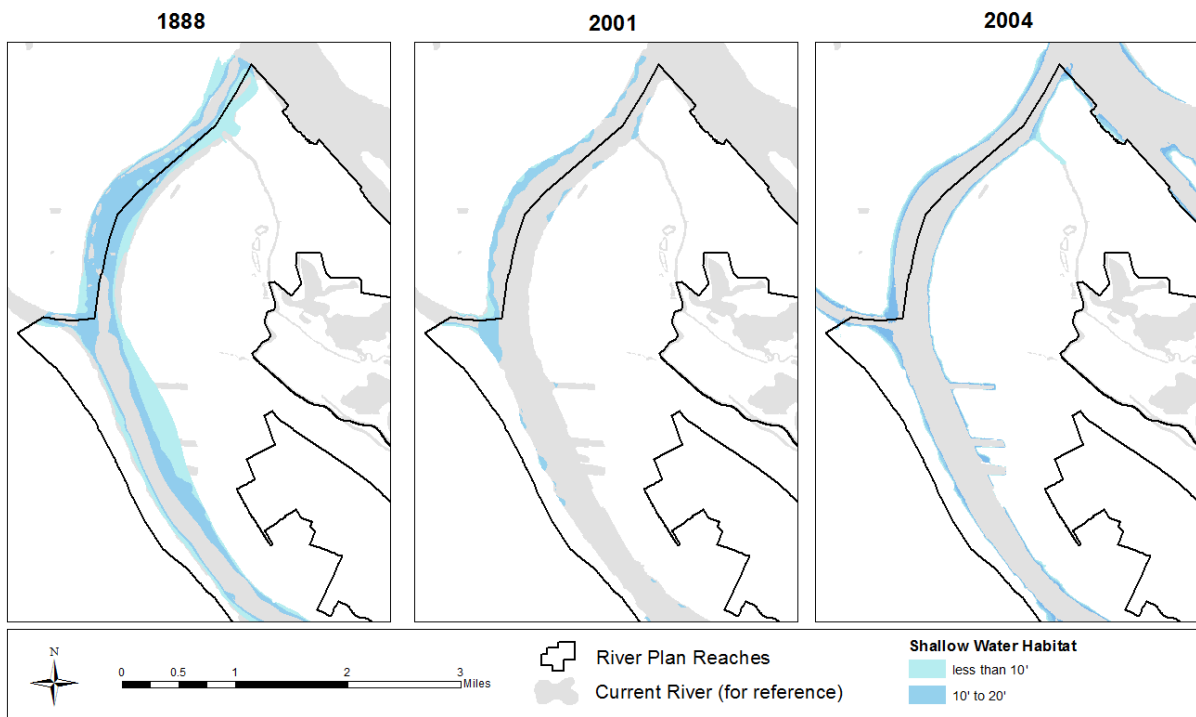 1888
2001
2004
N
0 0.5 1 2 3
Miles
River Plan Reaches
Current River (for reference)
Shallow Water Habitat
less than 10'
10' to 20'